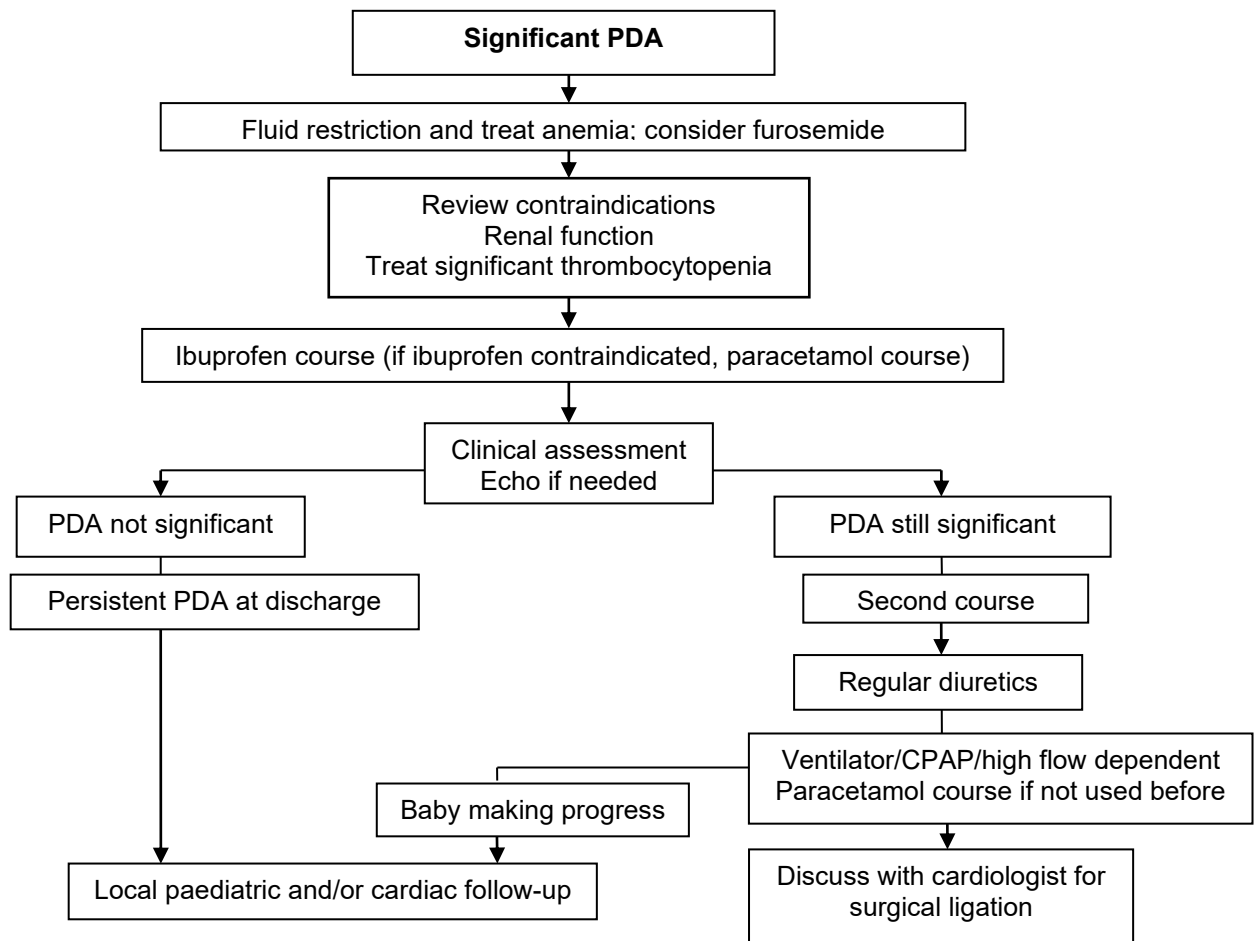 Significant PDA
Fluid restriction and treat anemia: consider furosemide
Review contraindications
Renal function
Treat significant thrombocytopenia
Ibuprofen course (if ibuprofen contraindicated, paracetamol course)
Clinical assessment
Echo if needed
PDA not significant
PDA still significant
Persistent PDA at discharge
Second course
Regular diuretics
Ventilator/CPAP/high flow dependent
Paracetamol course if not used before
Baby making progress
Local paediatric and/or cardiac follow-up
Discuss with cardiologist for
surgical ligation